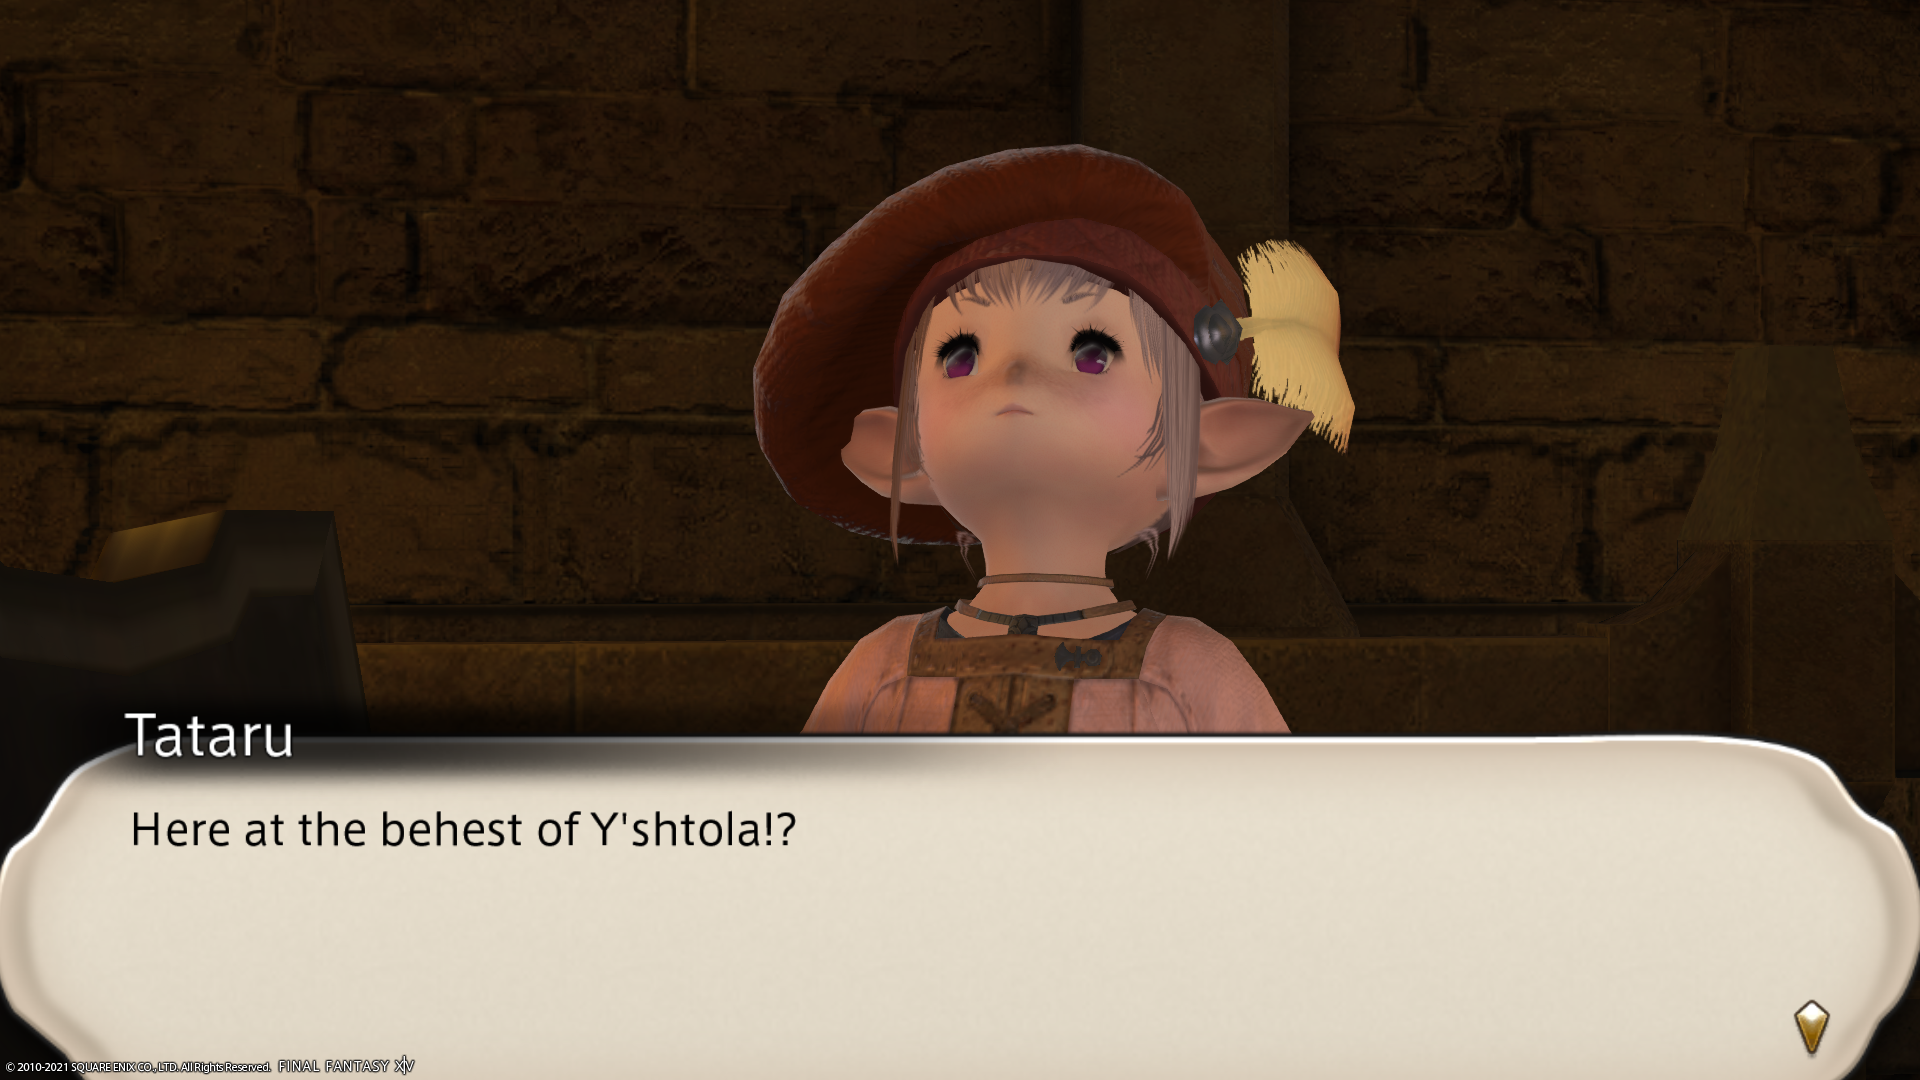 Tataru
Here at the behest of Y'shtola!?
© 2010-2021 SQUARE ENIX CO., LTD. All Rights Reserved. FINAL FANTASY XIV